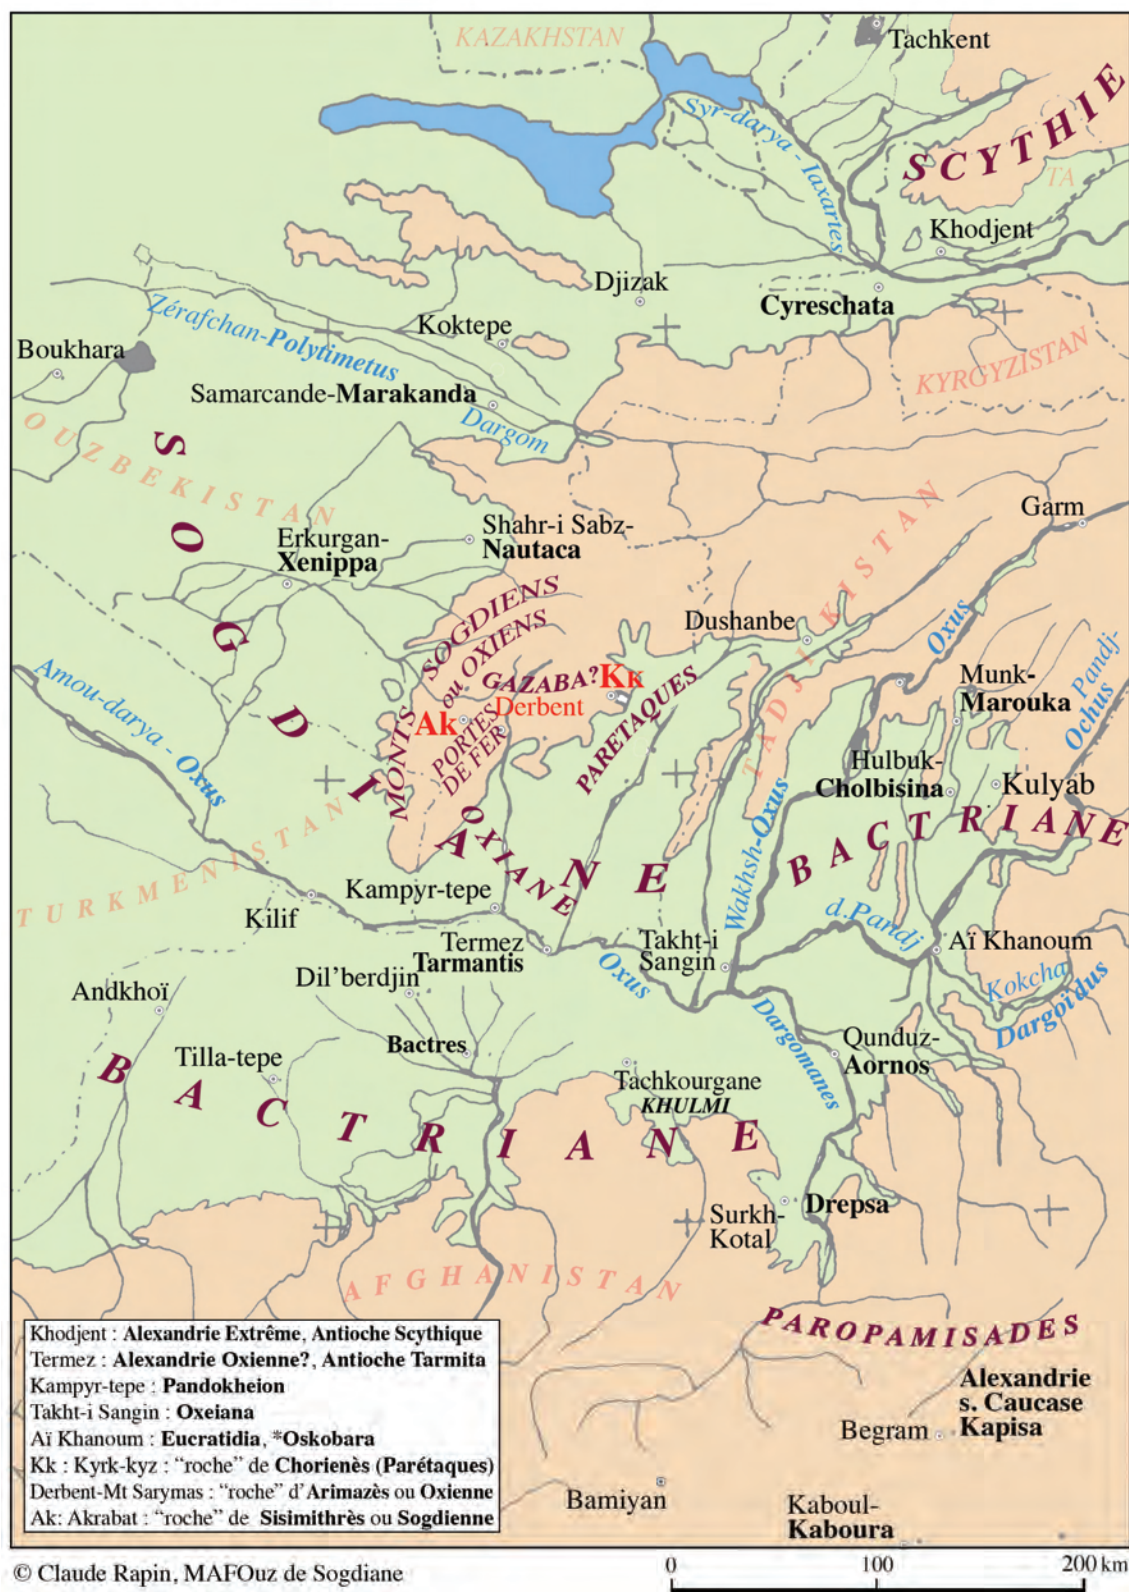 KAZAKHSTAN
Tachkent
SCYTHIE
Syr-darya - Iaxartes
TA
Khodjent
Djizak
Cyreschata
Zérafchan-Polytimetus
Koktepe
Boukhara
KYRGYZISTAN
Samarcande-Marakanda
Dargom
OUZBEKISTAN
SOGDIANE
Garm
Shahr-i Sabz-
Nautaca
Erkurgan-
Xenippa
TADJIKISTAN
Dushanbe
Oxus
MONTS SOGDIENS
ou OXIENS
GAZABA?
Kk
Derbent
Ak
PORTES
DE FER
PARETAQUES
Munk-
Marouka
Pandj-
Ochus
Amou-darya - Oxus
Hulbuk-
Cholbisina
Kulyab
BACTRIANE
OXIANE
Wakhsh-Oxus
TURKMENISTAN
Kampyr-tepe
Kilif
d.Pandj
Termez
Tarmantis
Takht-i
Sangin
Aï Khanoum
Oxus
Dil'berdjin
Kokcha
Dargoïdus
Andkhoï
Dargomanes
Bactres
Qunduz-
Aornos
Tilla-tepe
Tachkourgane
KHULMI
BACTRIANE
Surkh-
Kotal
Drepsa
AFGHANISTAN
PAROPAMISADES
Alexandrie
s. Caucase
Kapisa
Begram
Bamiyan
Kaboul-
Kaboura
Khodjent : Alexandrie Extrême, Antioche Scythique
Termez : Alexandrie Oxienne?, Antioche Tarmita
Kampyr-tepe : Pandokheion
Takht-i Sangin : Oxeiana
Aï Khanoum : Eucratidia, *Oskobara
Kk : Kyrk-kyz : “roche” de Chorienès (Parétaques)
Derbent-Mt Sarymas : “roche” d'Arimazès ou Oxienne
Ak: Akrabat : “roche” de Sisimithrès ou Sogdienne
© Claude Rapin, MAFOuz de Sogdiane
0 100 200 km